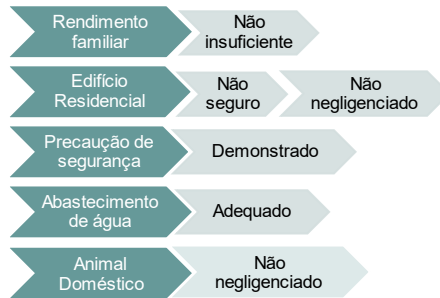 Rendimento
familiar
Não
insuficiente
Edifício
Residencial
Não
seguro
Não
negligenciado
Precaução de
segurança
Demonstrado
Abastecimento
de água
Adequado
Animal
Doméstico
Não
negligenciado